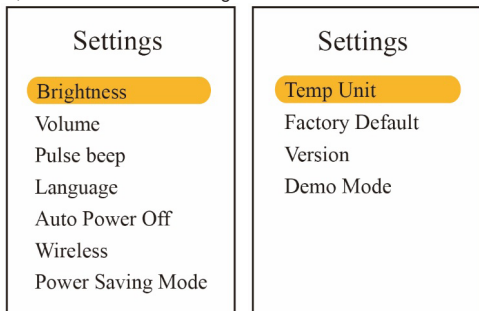 Settings
Brightness
Volume
Pulse beep
Language
Auto Power Off
Wireless
Power Saving Mode
Settings
Temp Unit
Factory Default
Version
Demo Mode